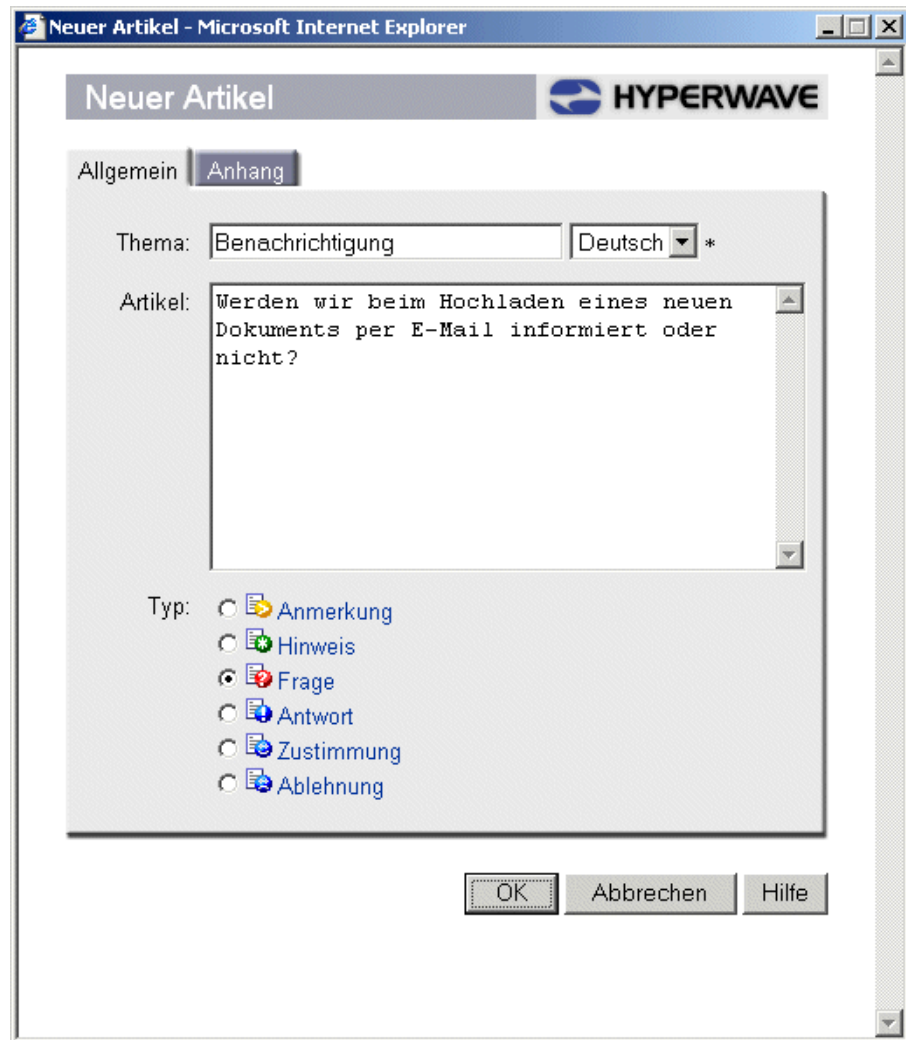 Neuer Artikel - Microsoft Internet Explorer
Neuer Artikel HYPERWAVE
Allgemein Anhang
Thema: Benachrichtigung Deutsch *
Artikel: Werden wir beim Hochladen eines neuen
Dokuments per E-Mail informiert oder
nicht?
Typ: Anmerkung
Hinweis
Frage
Antwort
Zustimmung
Ablehnung
OK Abbrechen Hilfe